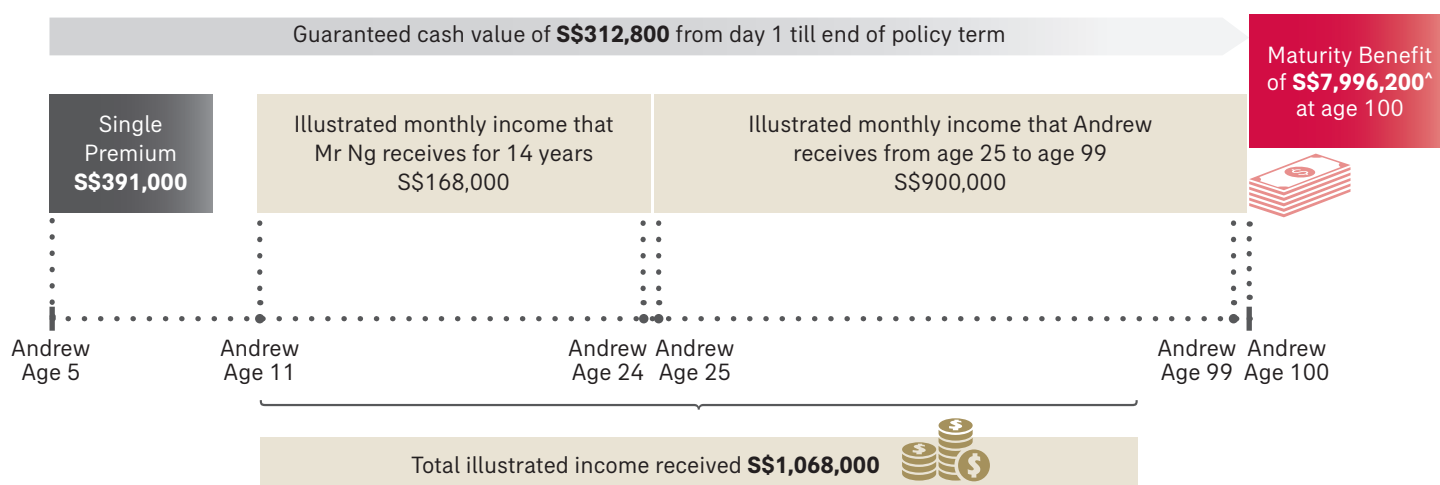 Guaranteed cash value of S$312,800 from day 1 till end of policy term
Maturity Benefit
of S$7,996,200^
at age 100
Single
Premium
S$391,000
Illustrated monthly income that
Mr Ng receives for 14 years
S$168,000
Illustrated monthly income that Andrew
receives from age 25 to age 99
S$900,000
Andrew
Age 5
Andrew
Age 11
Andrew
Age 24
Andrew
Age 25
Andrew
Age 99
Andrew
Age 100
Total illustrated income received S$1,068,000